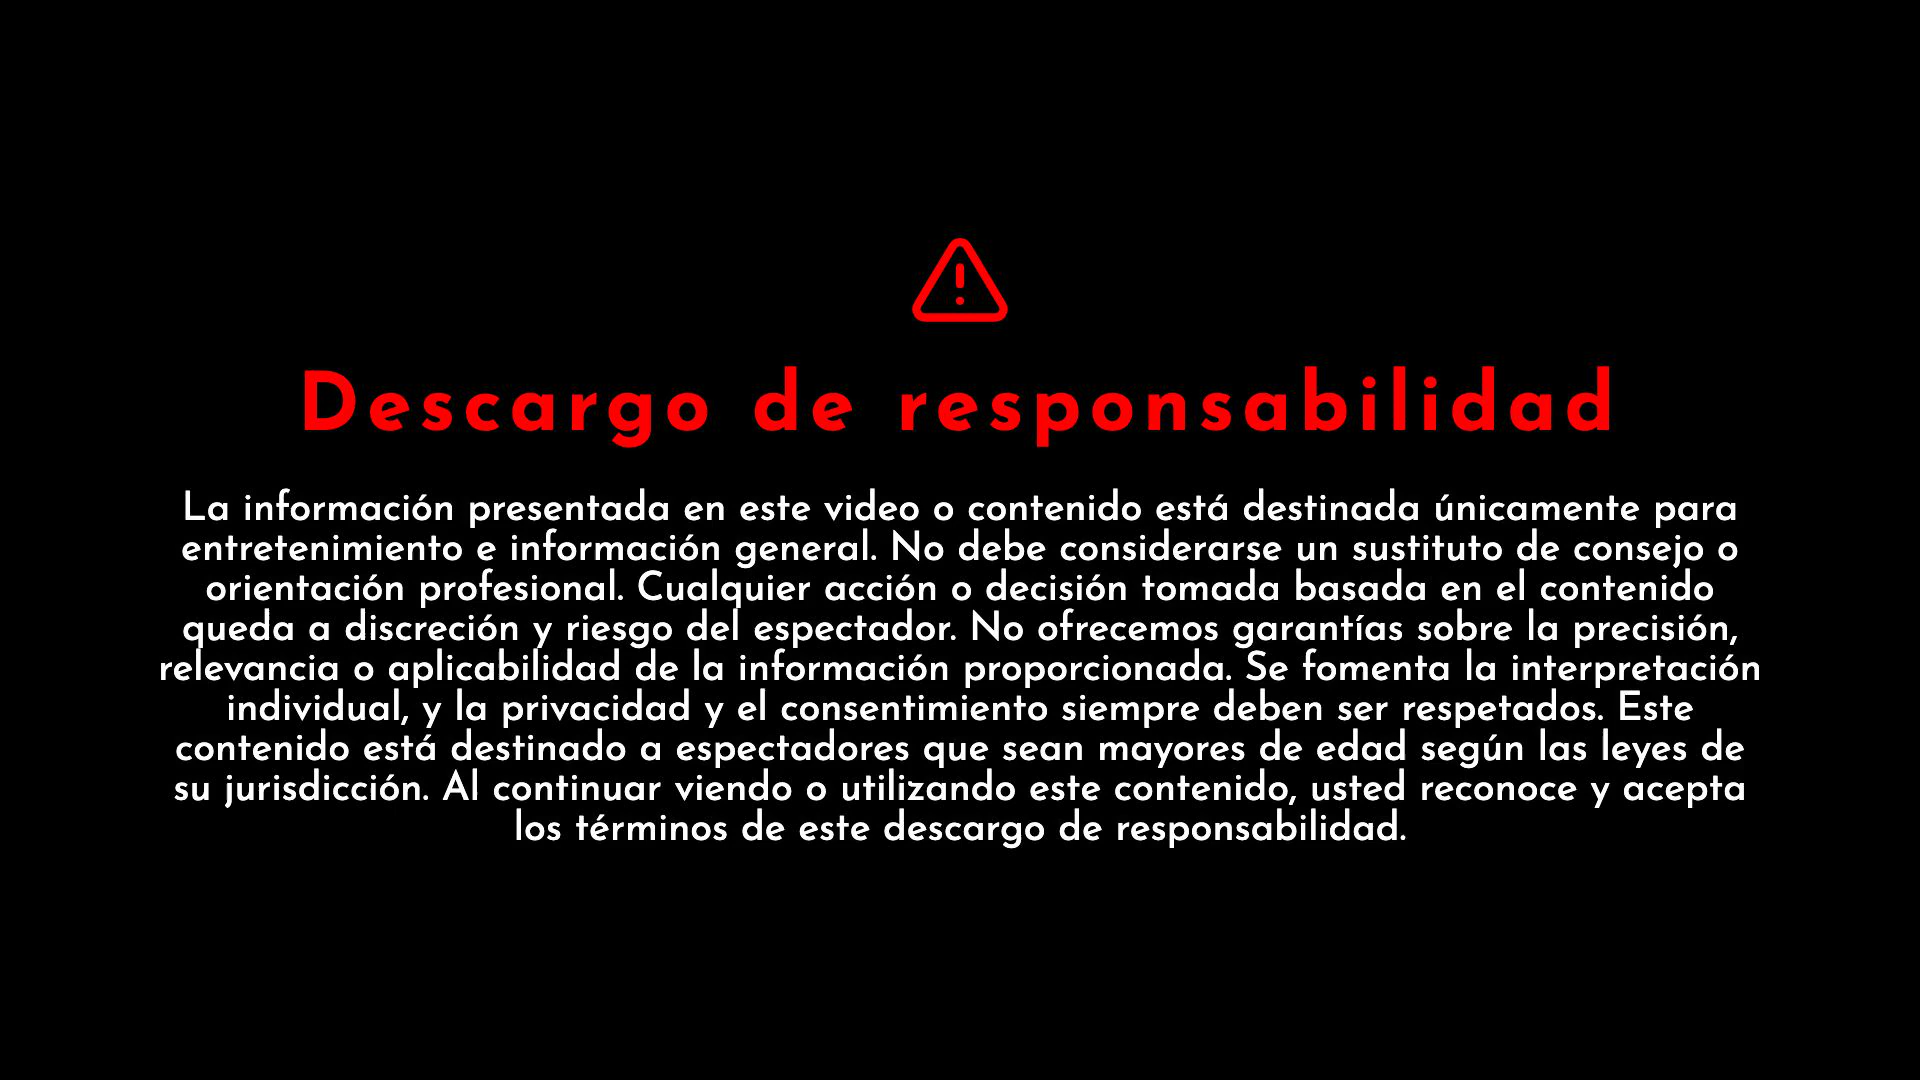 Descargo de responsabilidad
La información presentada en este video o contenido está destinada únicamente para
entretenimiento e información general. No debe considerarse un sustituto de consejo o
orientación profesional. Cualquier acción o decisión tomada basada en el contenido
queda a discreción y riesgo del espectador. No ofrecemos garantías sobre la precisión,
relevancia o aplicabilidad de la información proporcionada. Se fomenta la interpretación
individual, y la privacidad y el consentimiento siempre deben ser respetados. Este
contenido está destinado a espectadores que sean mayores de edad según las leyes de
su jurisdicción. Al continuar viendo o utilizando este contenido, usted reconoce y acepta
los términos de este descargo de responsabilidad.